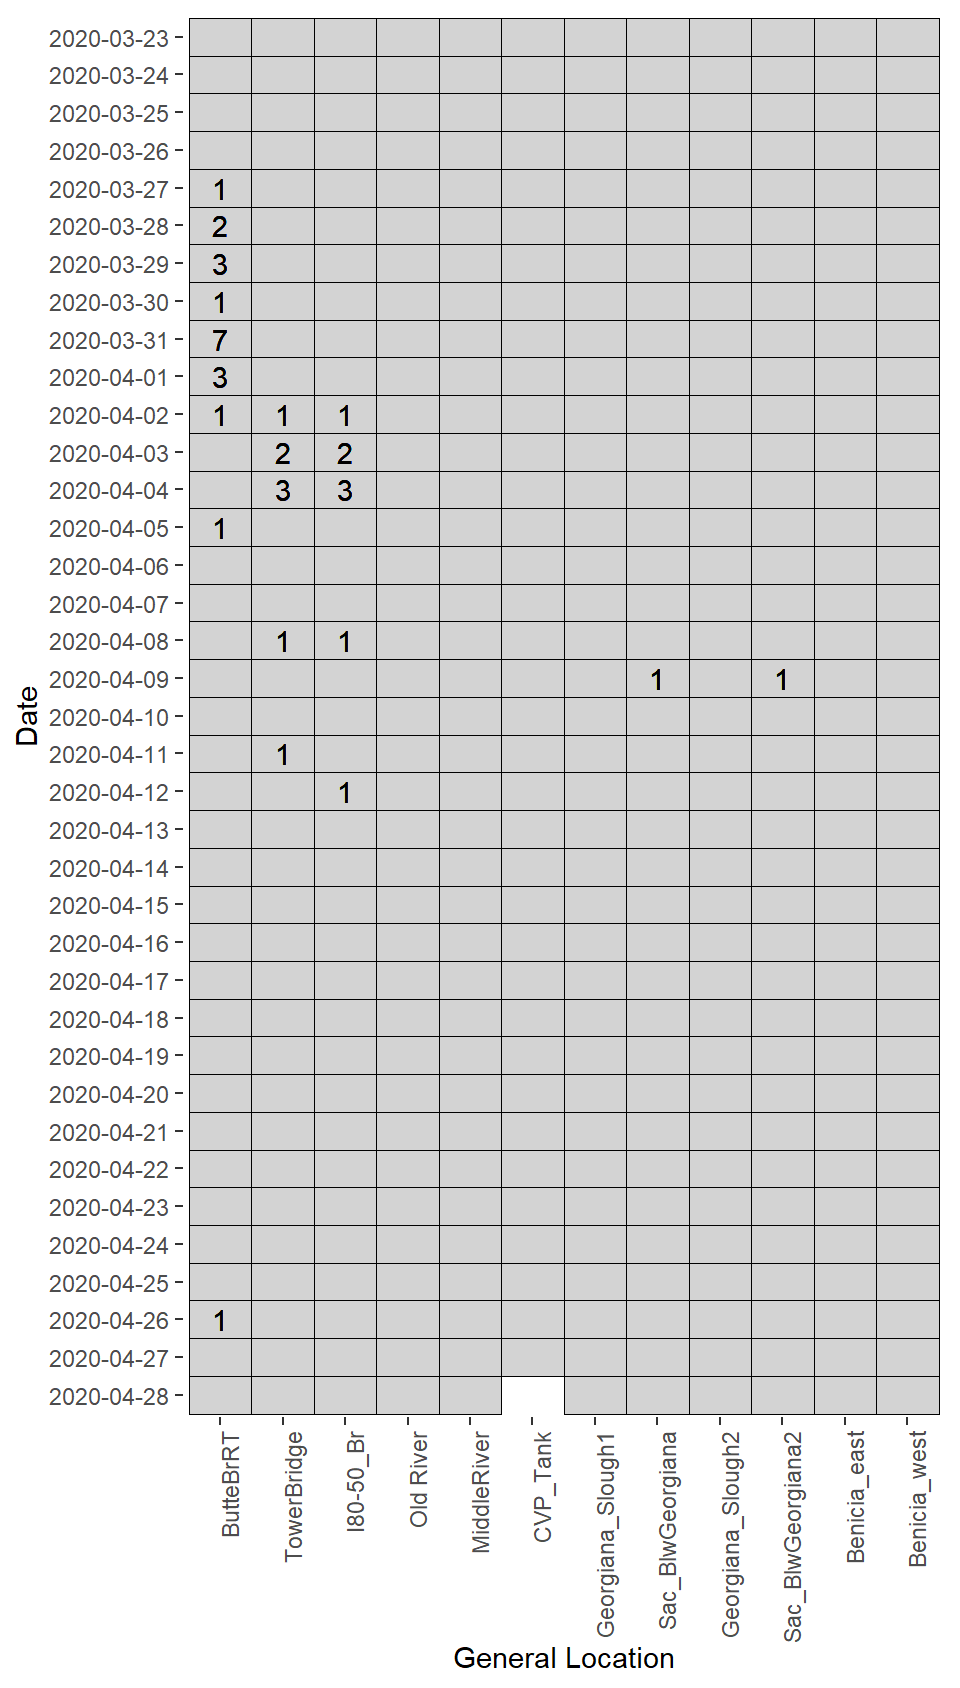 2020-03-23
2020-03-24
2020-03-25
2020-03-26
2020-03-27 1
2020-03-28 2
2020-03-29 3
2020-03-30 1
2020-03-31 7
2020-04-01 3
2020-04-02 1 1 1
2020-04-03 2 2
2020-04-04 3 3
2020-04-05 1
2020-04-06
2020-04-07
2020-04-08 1 1
2020-04-09 1 1
2020-04-10
2020-04-11 1
2020-04-12 1
2020-04-13
2020-04-14
2020-04-15
2020-04-16
2020-04-17
2020-04-18
2020-04-19
2020-04-20
2020-04-21
2020-04-22
2020-04-23
2020-04-24
2020-04-25
2020-04-26 1
2020-04-27
2020-04-28
Date
ButteBrRT
TowerBridge
I80-50_Br
Old River
MiddleRiver
CVP_Tank
Georgiana_Slough1
Sac_BlwGeorgiana
Georgiana_Slough2
Sac_BlwGeorgiana2
Benicia_east
Benicia_west
General Location